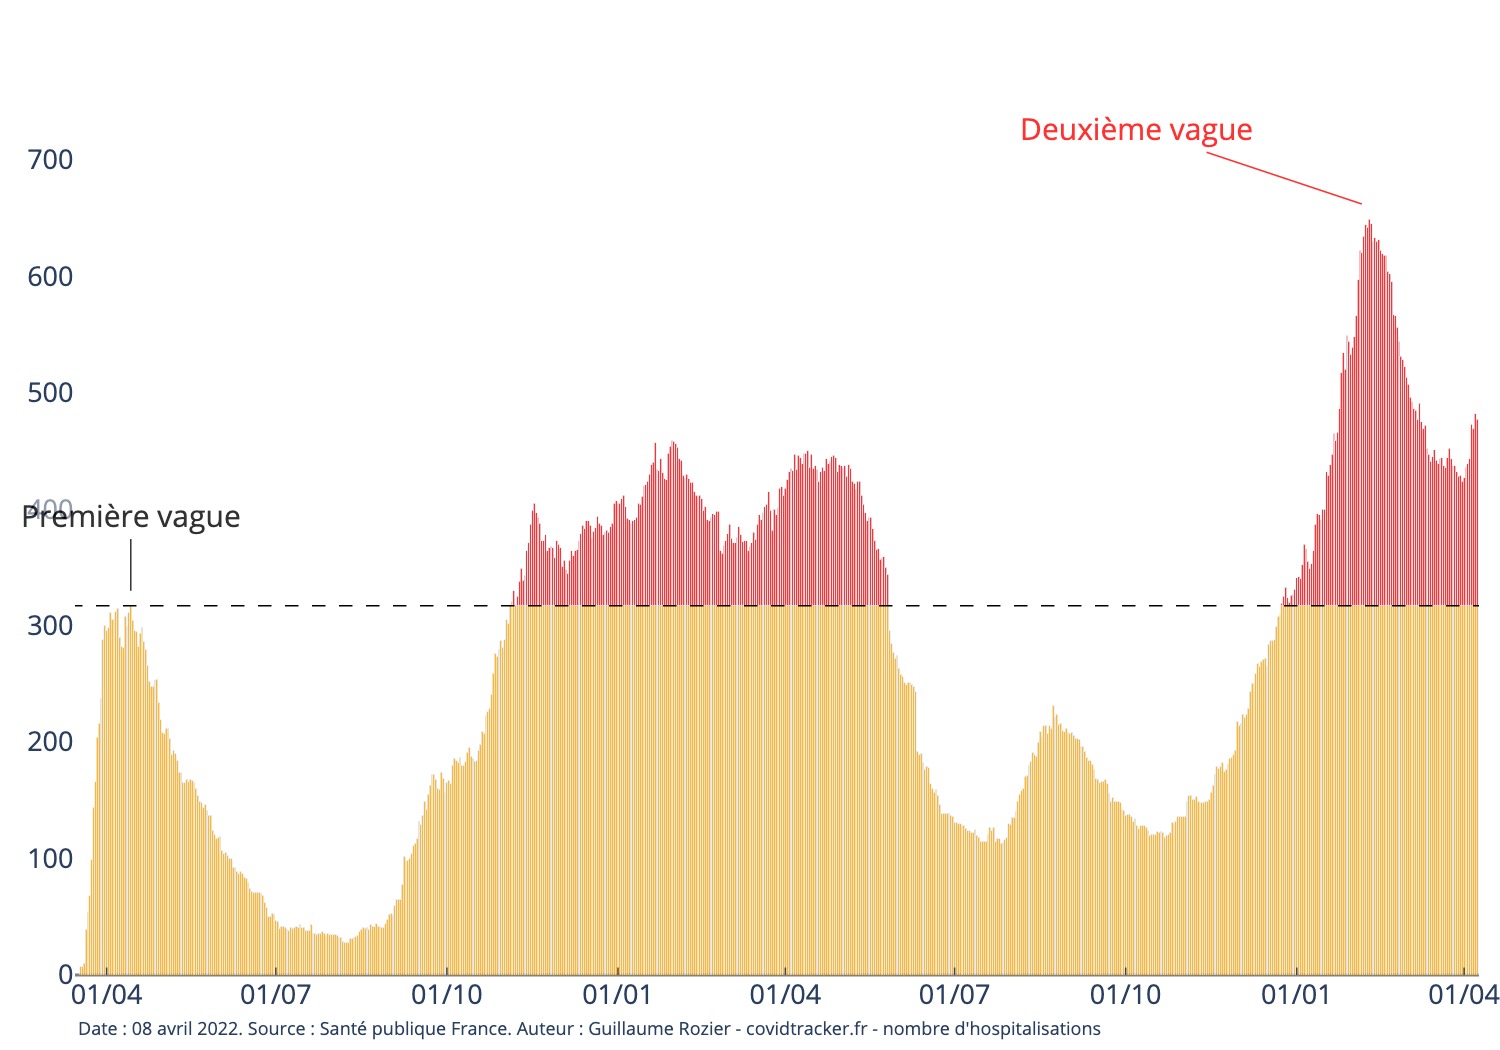 Deuxième vague
700
600
500
400
Première vague
300
200
100
0
01/04 01/07 01/10 01/01 01/04 01/07 01/10 01/01 01/04
Date : 08 avril 2022. Source : Santé publique France. Auteur : Guillaume Rozier - covidtracker.fr - nombre d'hospitalisations